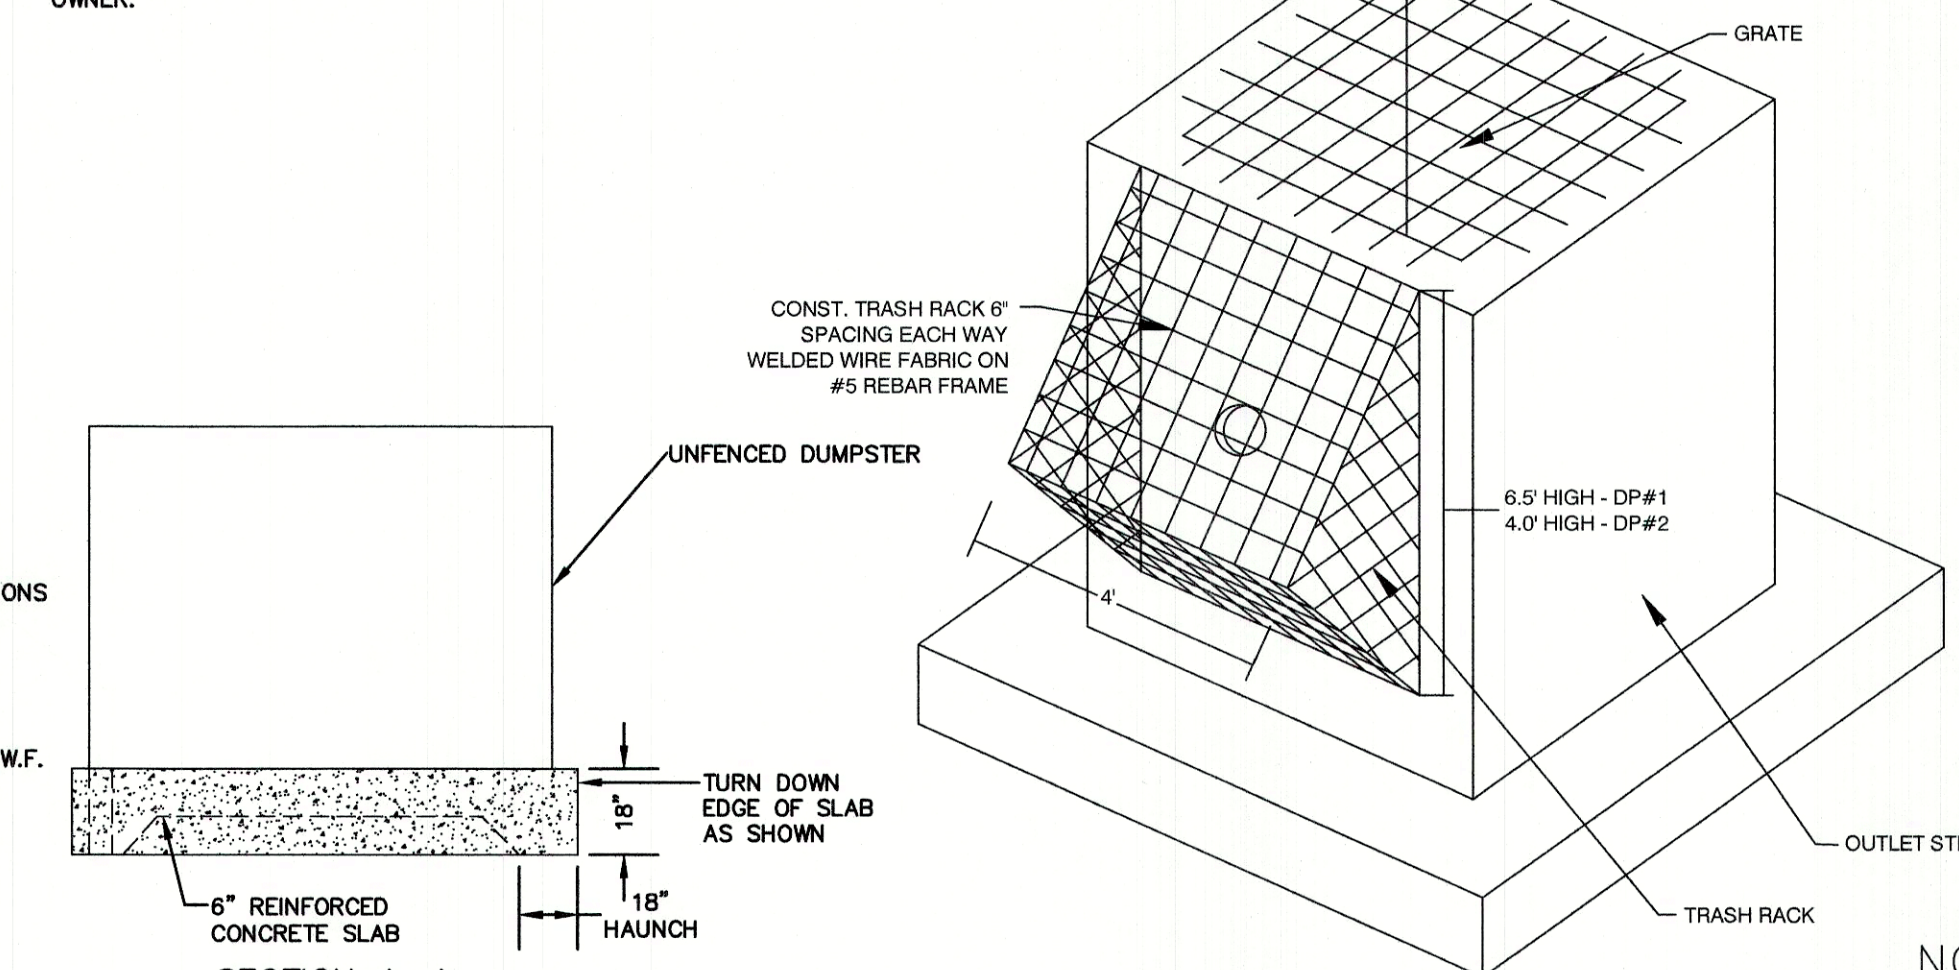 OWNER.
GRATE
CONST. TRASH RACK 6"
SPACING EACH WAY
WELDED WIRE FABRIC ON
#5 REBAR FRAME
UNFENCED DUMPSTER
6.5' HIGH - DP#1
4.0' HIGH - DP#2
ONS
4'
W.F.
TURN DOWN
EDGE OF SLAB
AS SHOWN
18"
OUTLET
6" REINFORCED
CONCRETE SLAB
18"
HAUNCH
TRASH RACK
SECTION